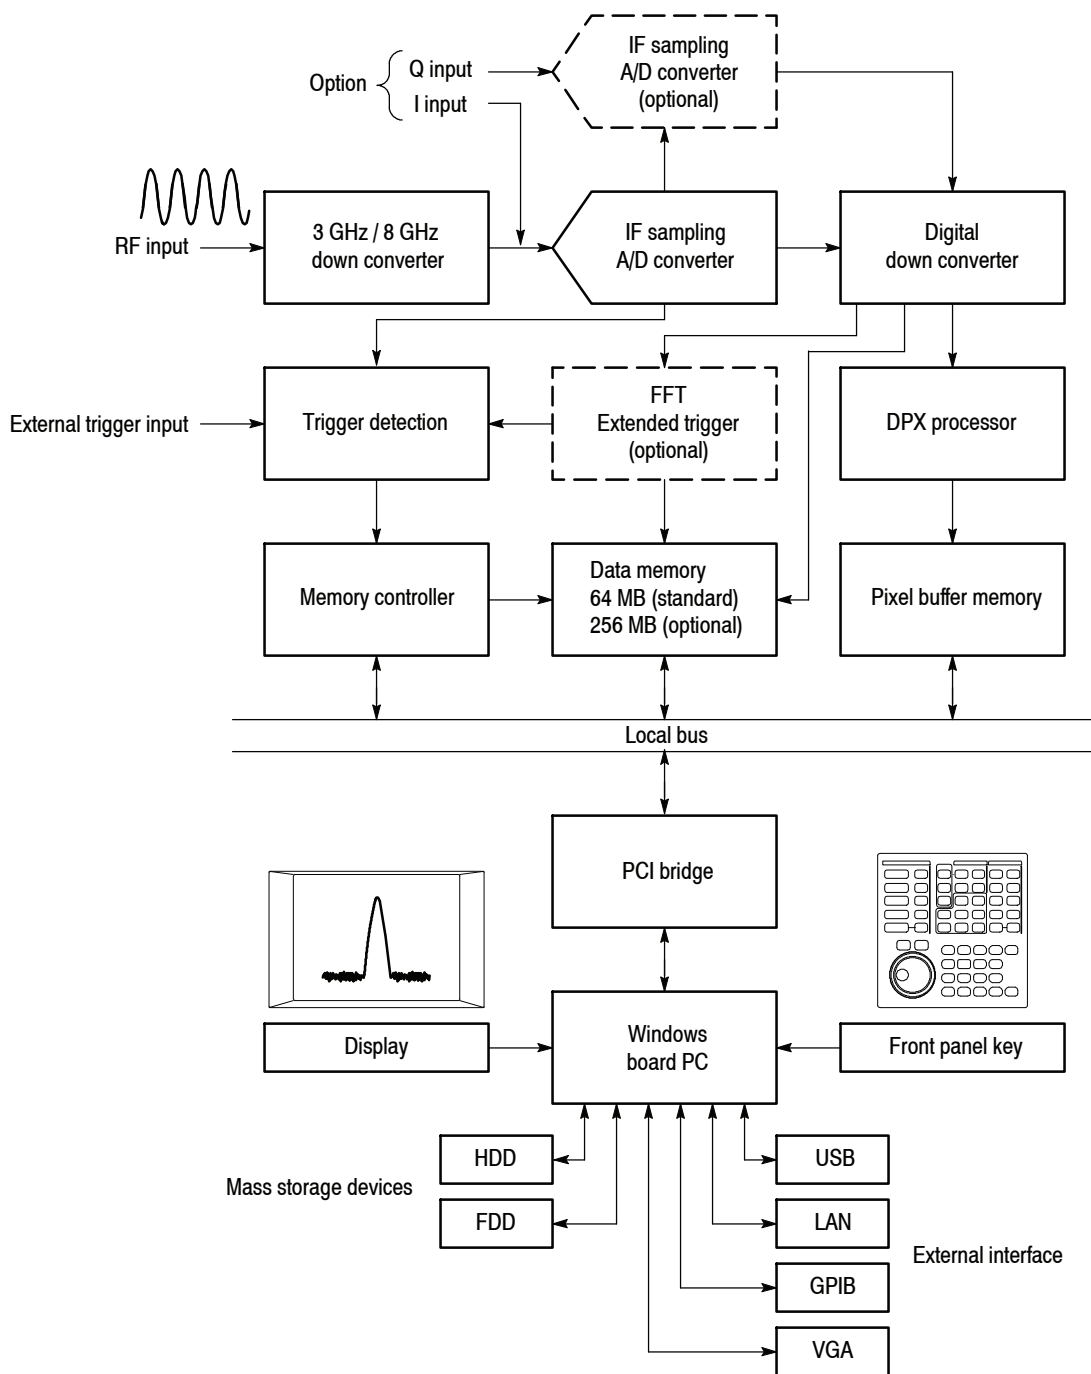 Option
Q input
I input
IF sampling
A/D converter
(optional)
RF input
3 GHz / 8 GHz
down converter
IF sampling
A/D converter
Digital
down converter
External trigger input
Trigger detection
FFT
Extended trigger
(optional)
DPX processor
Memory controller
Data memory
64 MB (standard)
256 MB (optional)
Pixel buffer memory
Local bus
PCI bridge
Display
Windows
board PC
Front panel key
Mass storage devices
HDD
FDD
USB
LAN
GPIB
VGA
External interface